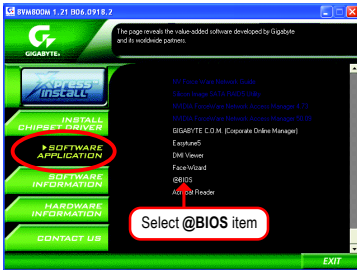 8VM800M 1.21 B06.0918.2
The page reveals the value-added software developed by Gigabyte
and its worldwide partners.
GIGABYTE
Xpress
INSTALL
INSTALL
CHIPSET DRIVER
SOFTWARE
APPLICATION
SOFTWARE
INFORMATION
HARDWARE
INFORMATION
CONTACT US
GIGABYTE C.O.M. (Corporate Online Manager)
Easytune5
DMI Viewer
Face-Wizard
@BIOS
Acrobat Reader
Select @BIOS item
EXIT